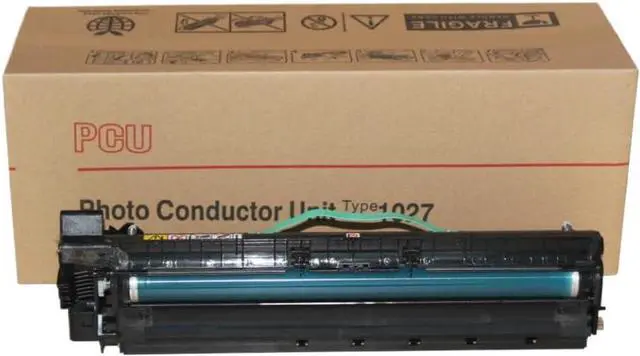 FRAGILE
PCU
Photo Conductor Unit Type 1027